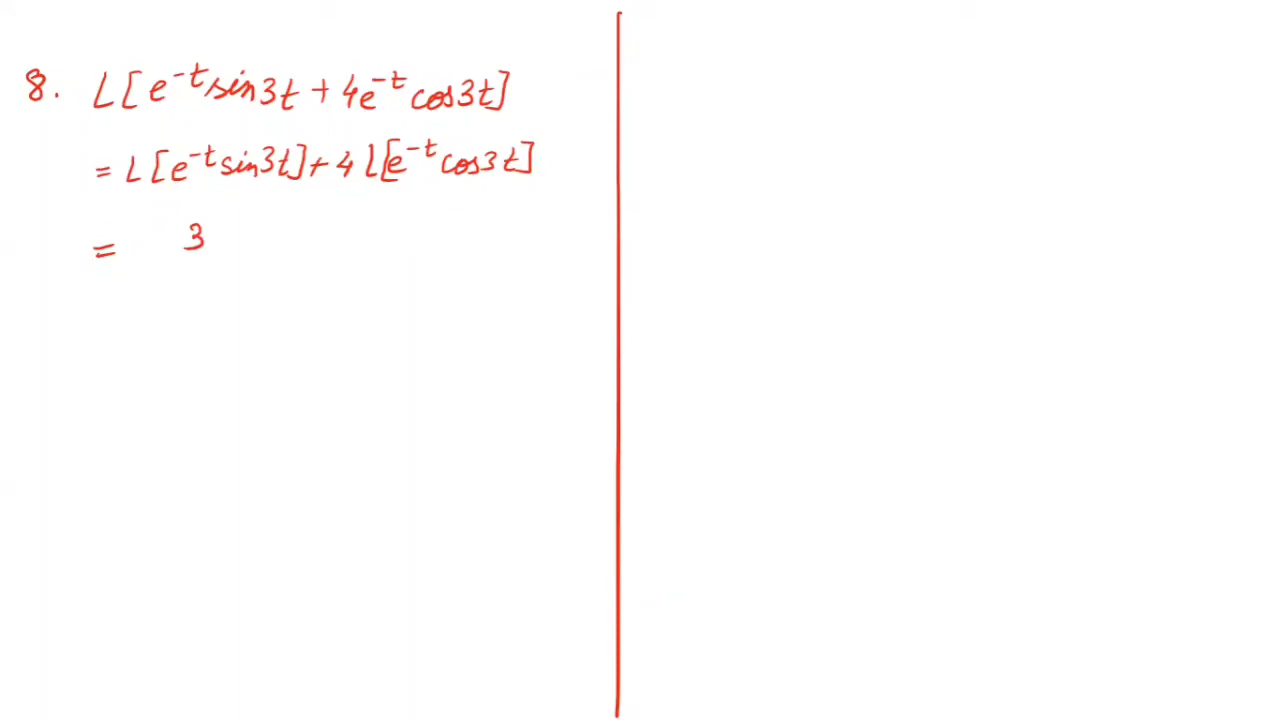 8. L[e^{-t}sin3t + 4e^{-t}cos3t]
= L[e^{-t}sin3t] + 4L[e^{-t}cos3t]
= 3